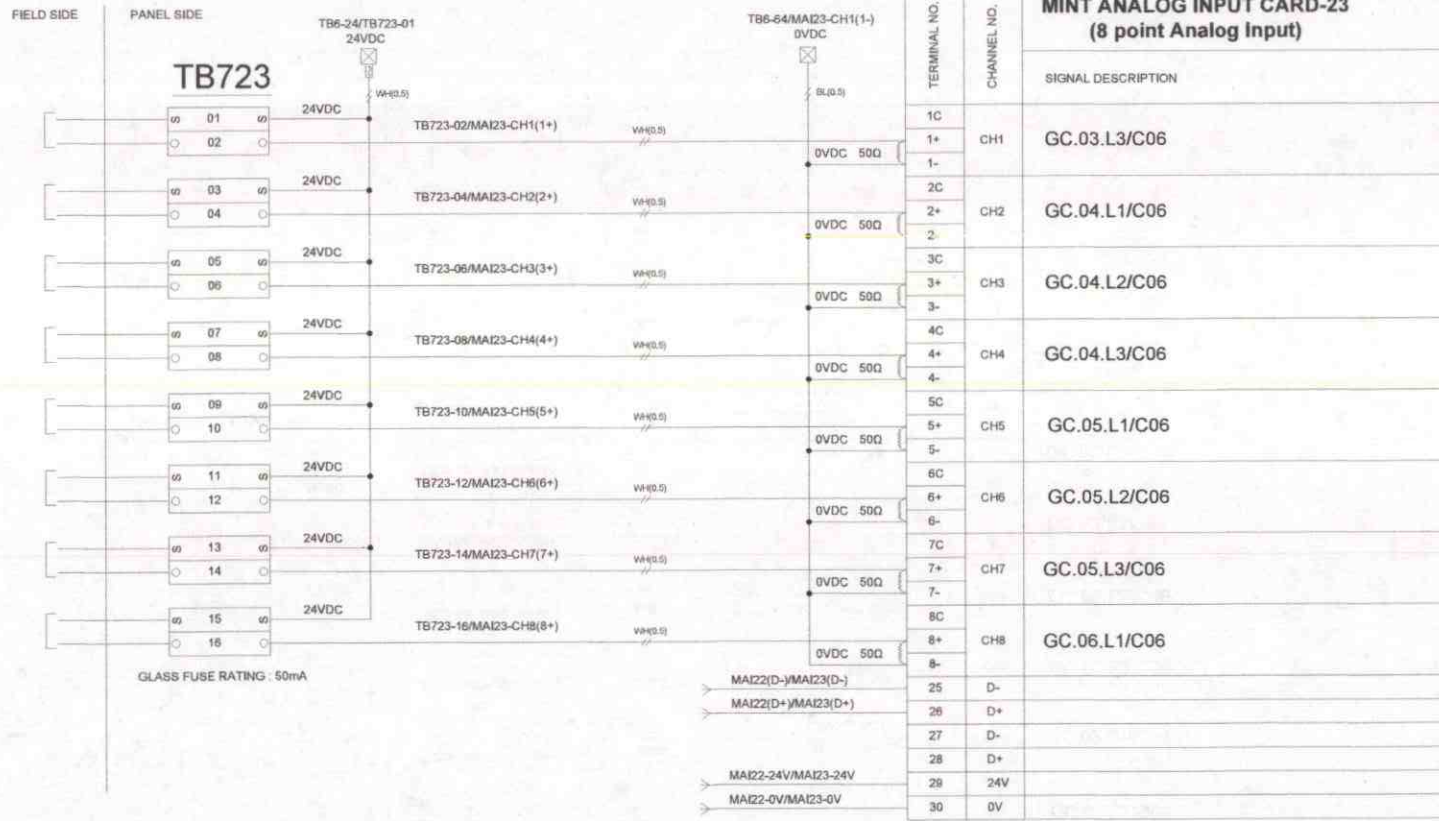 FIELD SIDE
PANEL SIDE
TB6-24/TB723-01
24VDC
TB6-64/MAI23-CH1(1-)
0VDC
TERMINAL NO.
CHANNEL NO.
MINT ANALOG INPUT CARD-23
(8 point Analog Input)
SIGNAL DESCRIPTION
TB723
WH(0.5)
BL(0.5)
S 01 S 24VDC
O 02 O
TB723-02/MAI23-CH1(1+) WH(0.5)
0VDC 50Ω
1C
1+ CH1 GC.03.L3/C06
1-
S 03 S 24VDC
O 04 O
TB723-04/MAI23-CH2(2+) WH(0.5)
0VDC 50Ω
2C
2+ CH2 GC.04.L1/C06
2-
S 05 S 24VDC
O 06 O
TB723-06/MAI23-CH3(3+) WH(0.5)
0VDC 50Ω
3C
3+ CH3 GC.04.L2/C06
3-
S 07 S 24VDC
O 08 O
TB723-08/MAI23-CH4(4+) WH(0.5)
0VDC 50Ω
4C
4+ CH4 GC.04.L3/C06
4-
S 09 S 24VDC
O 10 O
TB723-10/MAI23-CH5(5+) WH(0.5)
0VDC 50Ω
5C
5+ CH5 GC.05.L1/C06
5-
S 11 S 24VDC
O 12 O
TB723-12/MAI23-CH6(6+) WH(0.5)
0VDC 50Ω
6C
6+ CH6 GC.05.L2/C06
6-
S 13 S 24VDC
O 14 O
TB723-14/MAI23-CH7(7+) WH(0.5)
0VDC 50Ω
7C
7+ CH7 GC.05.L3/C06
7-
S 15 S 24VDC
O 16 O
TB723-16/MAI23-CH8(8+) WH(0.5)
0VDC 50Ω
8C
8+ CH8 GC.06.L1/C06
8-
GLASS FUSE RATING : 50mA
MAI22(D-)/MAI23(D-) 25 D-
MAI22(D+)/MAI23(D+) 26 D+
27 D-
28 D+
MAI22-24V/MAI23-24V 29 24V
MAI22-0V/MAI23-0V 30 0V